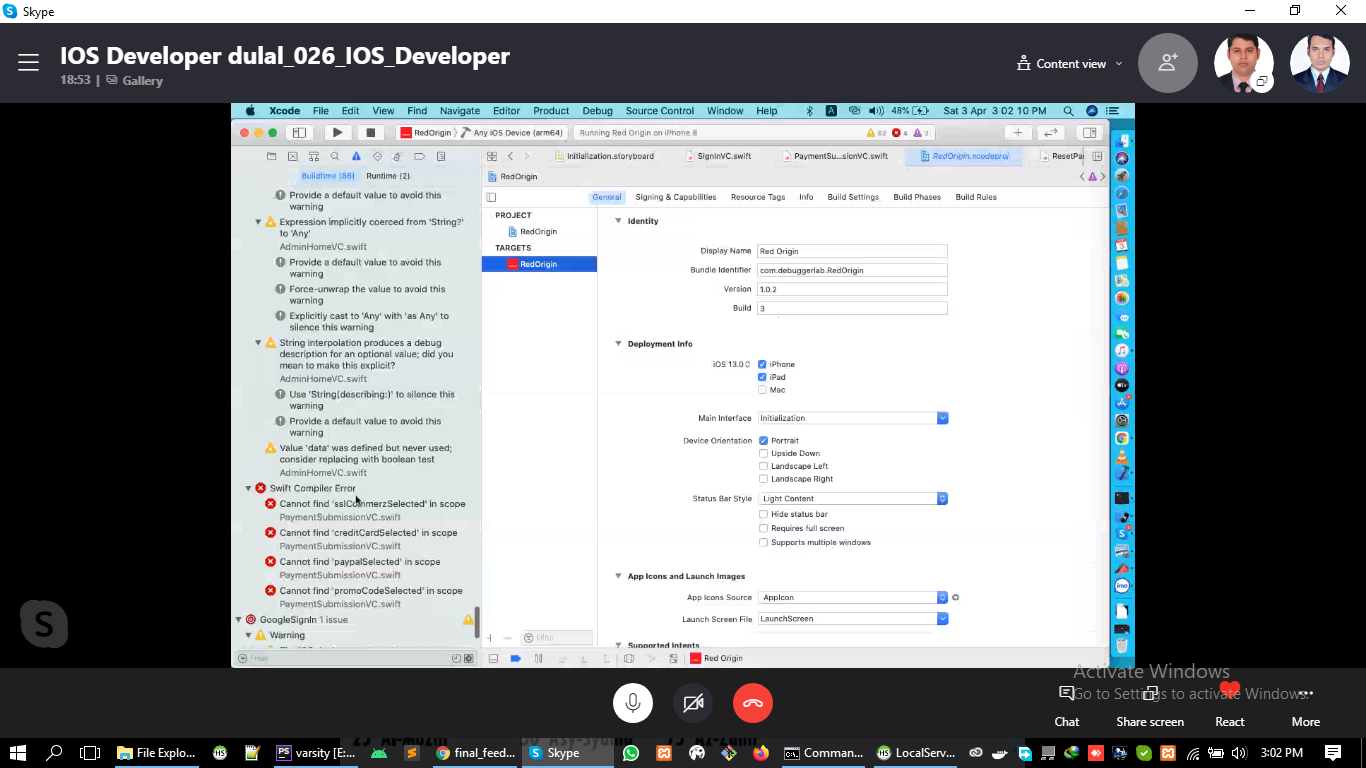 Skype
IOS Developer dulal_026_IOS_Developer
18:53 | Gallery
Content view
Xcode File Edit View Find Navigate Editor Product Debug Source Control Window Help
A 48% Sat 3 Apr 3 02 10 PM
RedOrigin Any iOS Device (arm64)
Running Red Origin on iPhone 8
82 4 2
Initialization.storyboard
SignInVC.swift
PaymentSu...sionVC.swift
RedOrigin.xcodeproj
ResetPa
Buildtime (86) Runtime (2)
RedOrigin
General Signing & Capabilities Resource Tags Info Build Settings Build Phases Build Rules
Provide a default value to avoid this
warning
Expression implicitly coerced from 'String?'
to 'Any'
AdminHomeVC.swift
Provide a default value to avoid this
warning
Force-unwrap the value to avoid this
warning
Explicitly cast to 'Any' with 'as Any' to
silence this warning
String interpolation produces a debug
description for an optional value; did you
mean to make this explicit?
AdminHomeVC.swift
Use 'String(describing:)' to silence this
warning
Provide a default value to avoid this
warning
Value 'data' was defined but never used;
consider replacing with boolean test
AdminHomeVC.swift
Swift Compiler Error
Cannot find 'sslCommerzSelected' in scope
PaymentSubmissionVC.swift
Cannot find 'creditCardSelected' in scope
PaymentSubmissionVC.swift
Cannot find 'paypalSelected' in scope
PaymentSubmissionVC.swift
Cannot find 'promoCodeSelected' in scope
PaymentSubmissionVC.swift
GoogleSignIn 1 issue
Warning
Filter
PROJECT
RedOrigin
TARGETS
RedOrigin
Filter
Identity
Display Name Red Origin
Bundle Identifier com.debuggerlab.RedOrigin
Version 1.0.2
Build 3
Deployment Info
iOS 13.0 iPhone
iPad
Mac
Main Interface Initialization
Device Orientation Portrait
Upside Down
Landscape Left
Landscape Right
Status Bar Style Light Content
Hide status bar
Requires full screen
Supports multiple windows
App Icons and Launch Images
App Icons Source AppIcon
Launch Screen File LaunchScreen
Supported Intents
Red Origin
Activate Windows
Go to Settings to activate Windows.
Chat Share screen React More
File Explo... varsity [E:... final_feed... Skype Comman... LocalServ... 3:02 PM